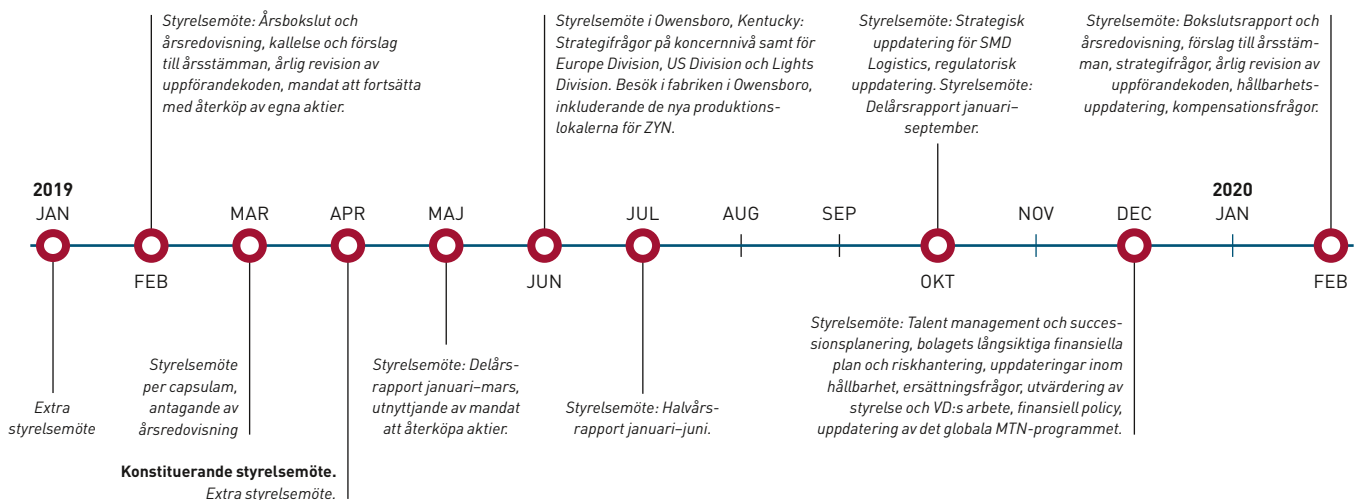 Styrelsemöte: Årsbokslut och
årsredovisning, kallelse och förslag
till årsstämman, årlig revision av
uppförandekoden, mandat att fortsätta
med återköp av egna aktier.
Styrelsemöte i Owensboro, Kentucky:
Strategifrågor på koncernnivå samt för
Europe Division, US Division och Lights
Division. Besök i fabriken i Owensboro,
inkluderande de nya produktions-
lokalerna för ZYN.
Styrelsemöte: Strategisk
uppdatering för SMD
Logistics, regulatorisk
uppdatering. Styrelsemöte:
Delårsrapport januari–
september.
Styrelsemöte: Bokslutsrapport och
årsredovisning, förslag till årsstäm-
man, strategifrågor, årlig revision av
uppförandekoden, hållbarhets-
uppdatering, kompensationsfrågor.
2019
JAN
FEB
MAR
APR
MAJ
JUN
JUL
AUG
SEP
OKT
NOV
DEC
2020
JAN
FEB
Extra
styrelsemöte
Styrelsemöte
per capsulam,
antagande av
årsredovisning
Konstituerande styrelsemöte.
Extra styrelsemöte.
Styrelsemöte: Delårs-
rapport januari–mars,
utnyttjande av mandat
att återköpa aktier.
Styrelsemöte: Halvårs-
rapport januari–juni.
Styrelsemöte: Talent management och succes-
sionsplanering, bolagets långsiktiga finansiella
plan och riskhantering, uppdateringar inom
hållbarhet, ersättningsfrågor, utvärdering av
styrelse och VD:s arbete, finansiell policy,
uppdatering av det globala MTN-programmet.